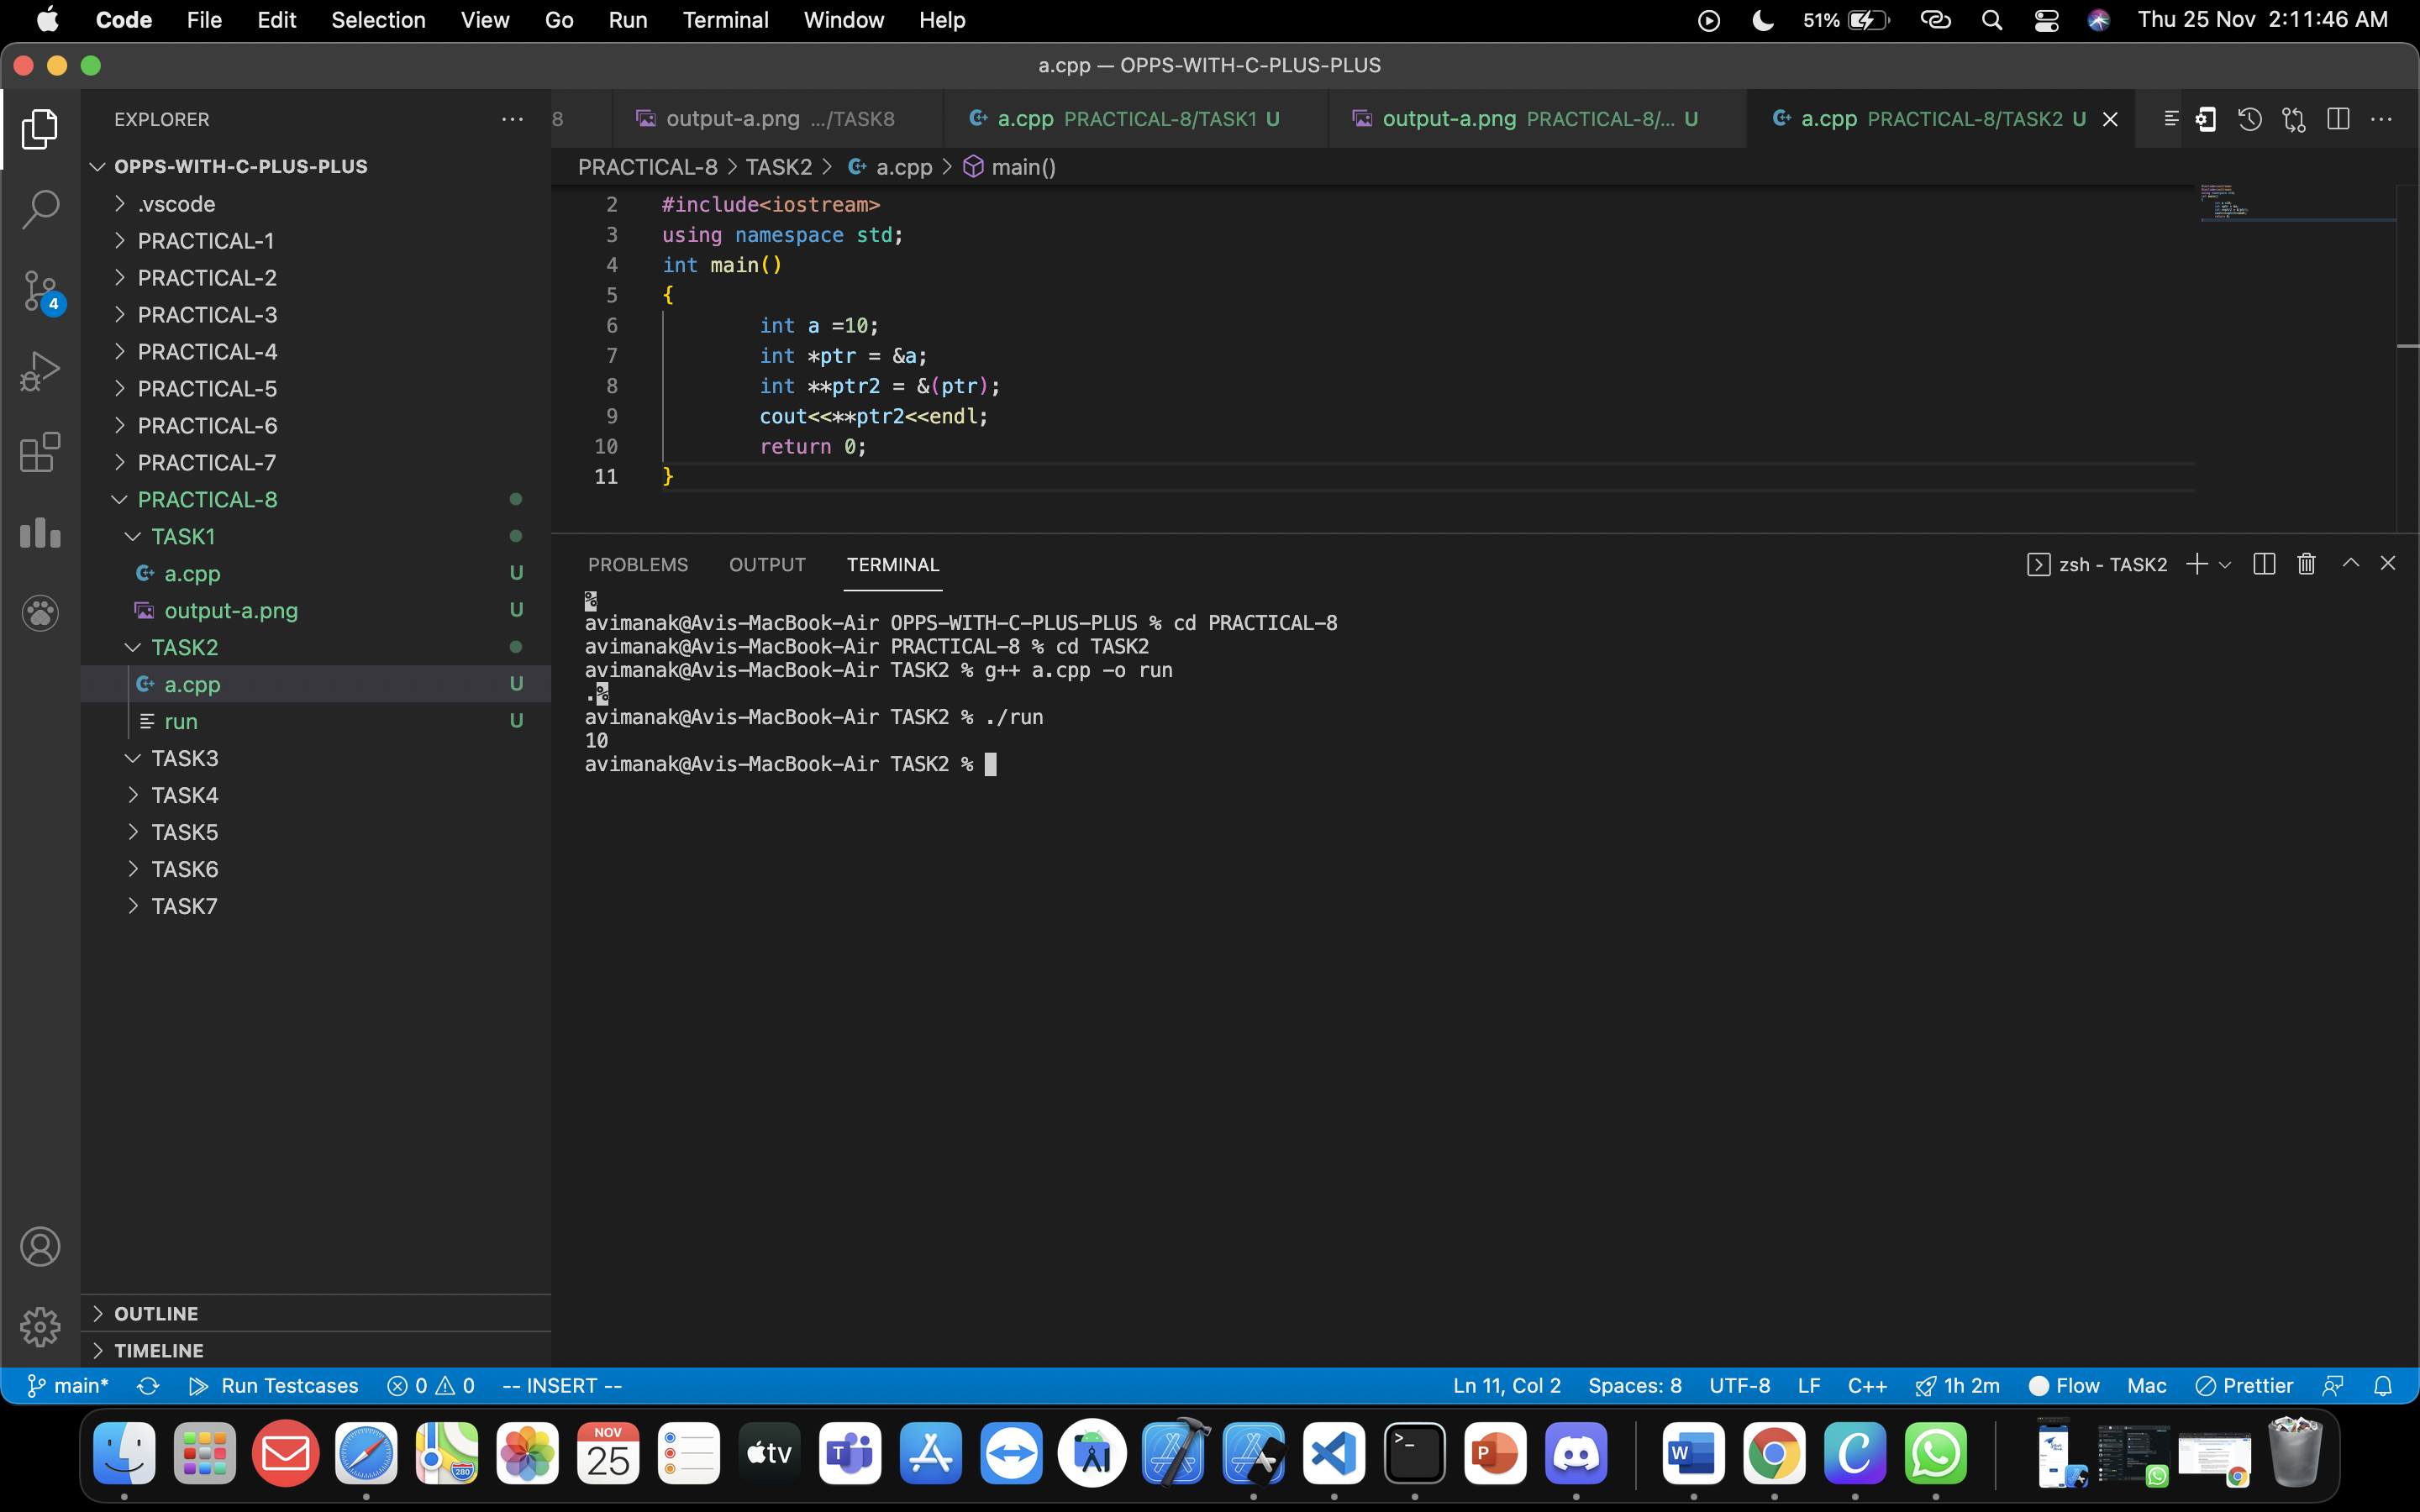 Code File Edit Selection View Go Run Terminal Window Help 51% Thu 25 Nov 2:11:46 AM
a.cpp — OPPS-WITH-C-PLUS-PLUS
EXPLORER
8 output-a.png .../TASK8 a.cpp PRACTICAL-8/TASK1 U output-a.png PRACTICAL-8/... U a.cpp PRACTICAL-8/TASK2 U
OPPS-WITH-C-PLUS-PLUS
.vscode
PRACTICAL-1
PRACTICAL-2
PRACTICAL-3
PRACTICAL-4
PRACTICAL-5
PRACTICAL-6
PRACTICAL-7
PRACTICAL-8
TASK1
a.cpp U
output-a.png U
TASK2
a.cpp U
run U
TASK3
TASK4
TASK5
TASK6
TASK7
OUTLINE
TIMELINE
4
PRACTICAL-8 > TASK2 > a.cpp > main()
2 #include<iostream>
3 using namespace std;
4 int main()
5 {
6 int a =10;
7 int *ptr = &a;
8 int **ptr2 = &(ptr);
9 cout<<**ptr2<<endl;
10 return 0;
11 }
PROBLEMS OUTPUT TERMINAL zsh - TASK2
%
avimanak@Avis-MacBook-Air OPPS-WITH-C-PLUS-PLUS % cd PRACTICAL-8
avimanak@Avis-MacBook-Air PRACTICAL-8 % cd TASK2
avimanak@Avis-MacBook-Air TASK2 % g++ a.cpp -o run
.%
avimanak@Avis-MacBook-Air TASK2 % ./run
10
avimanak@Avis-MacBook-Air TASK2 %
main* Run Testcases 0 0 -- INSERT -- Ln 11, Col 2 Spaces: 8 UTF-8 LF C++ 1h 2m Flow Mac Prettier
NOV
25
280
tv
T
>_
P
W
C